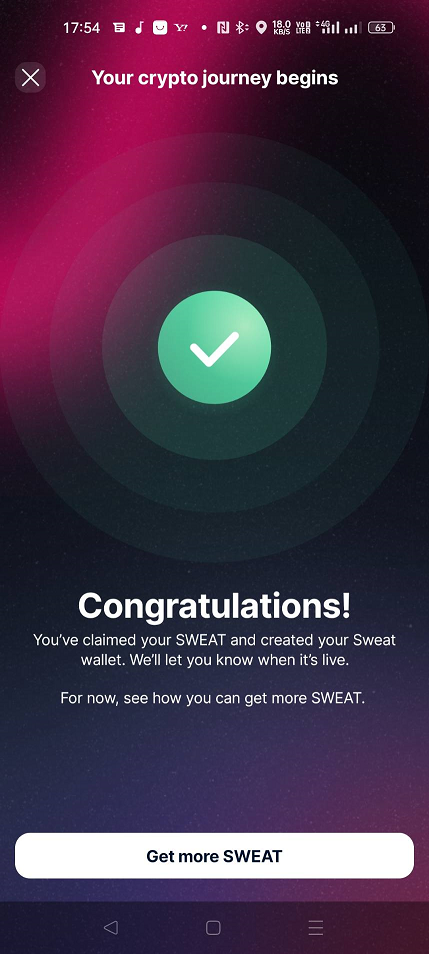 17:54
18.0 KB/S
VoD LTE
4G
63
Your crypto journey begins
Congratulations!
You've claimed your SWEAT and created your Sweat
wallet. We'll let you know when it's live.
For now, see how you can get more SWEAT.
Get more SWEAT